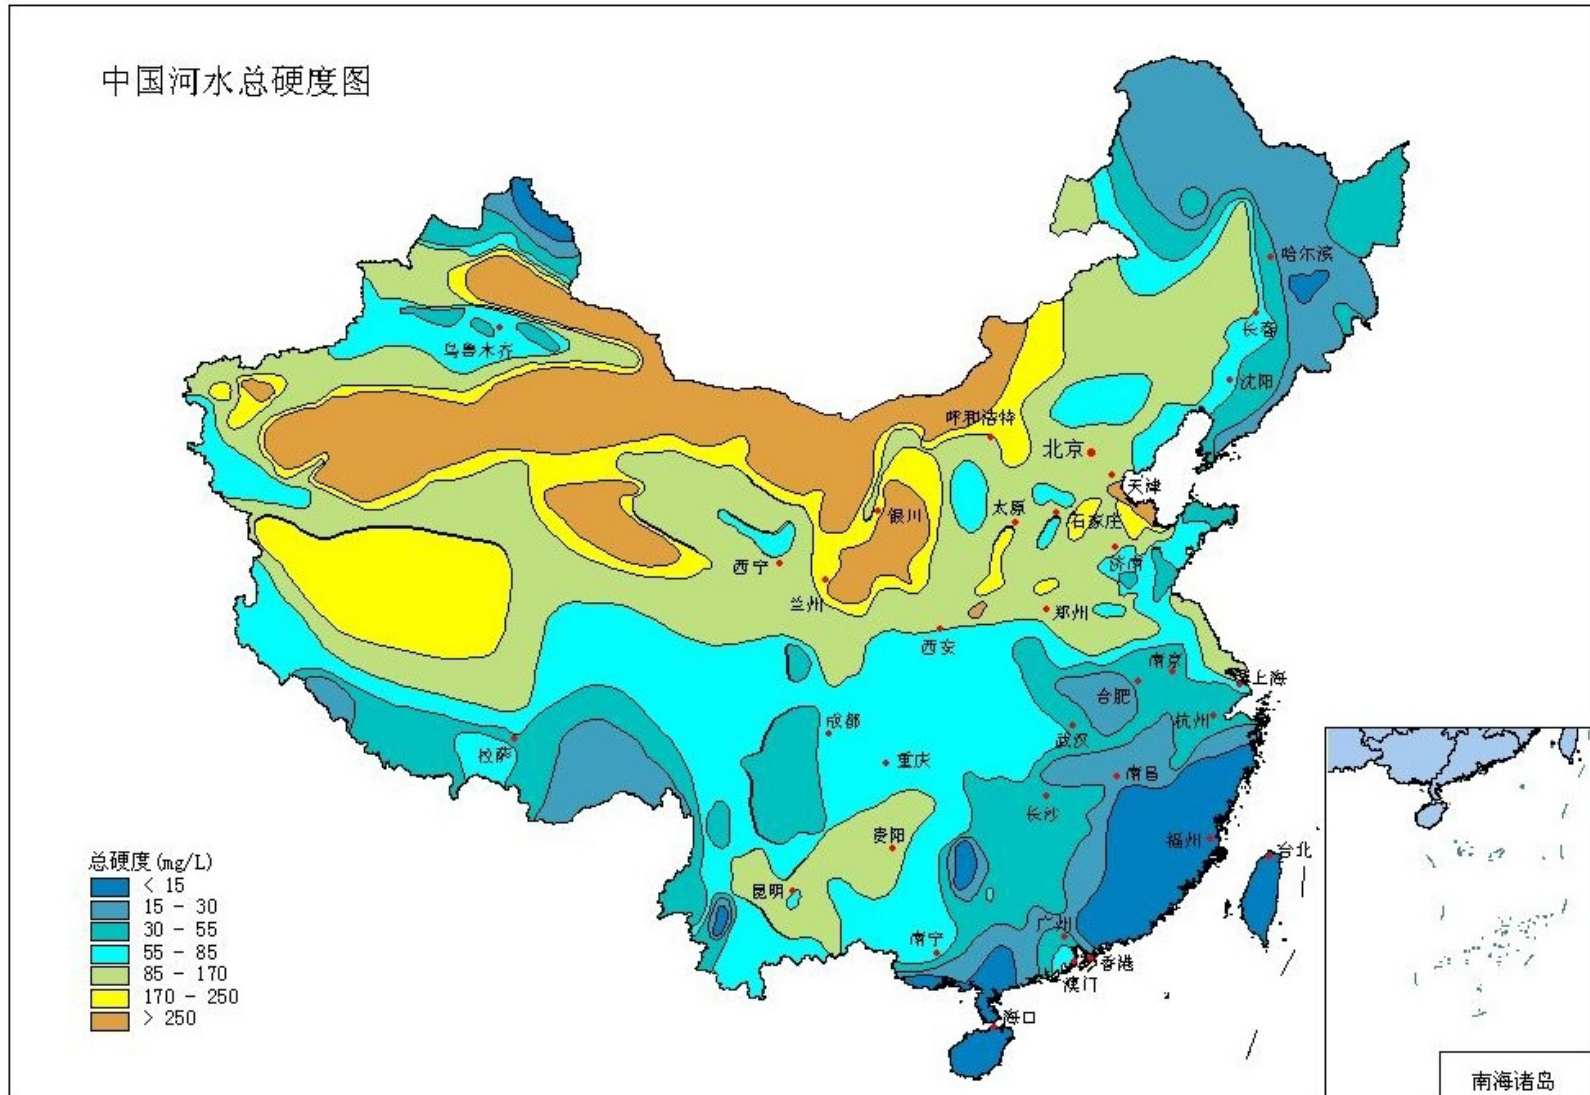 中国河水总硬度图
哈尔滨
长春
乌鲁木齐
沈阳
呼和浩特
北京
天津
银川
太原
石家庄
西宁
济南
兰州
郑州
西安
南京
上海
合肥
成都
杭州
武汉
拉萨
重庆
南昌
长沙
贵阳
福州
台北
昆明
广州
南宁
香港
澳门
海口
总硬度(mg/L)
< 15
15 - 30
30 - 55
55 - 85
85 - 170
170 - 250
> 250
南海诸岛